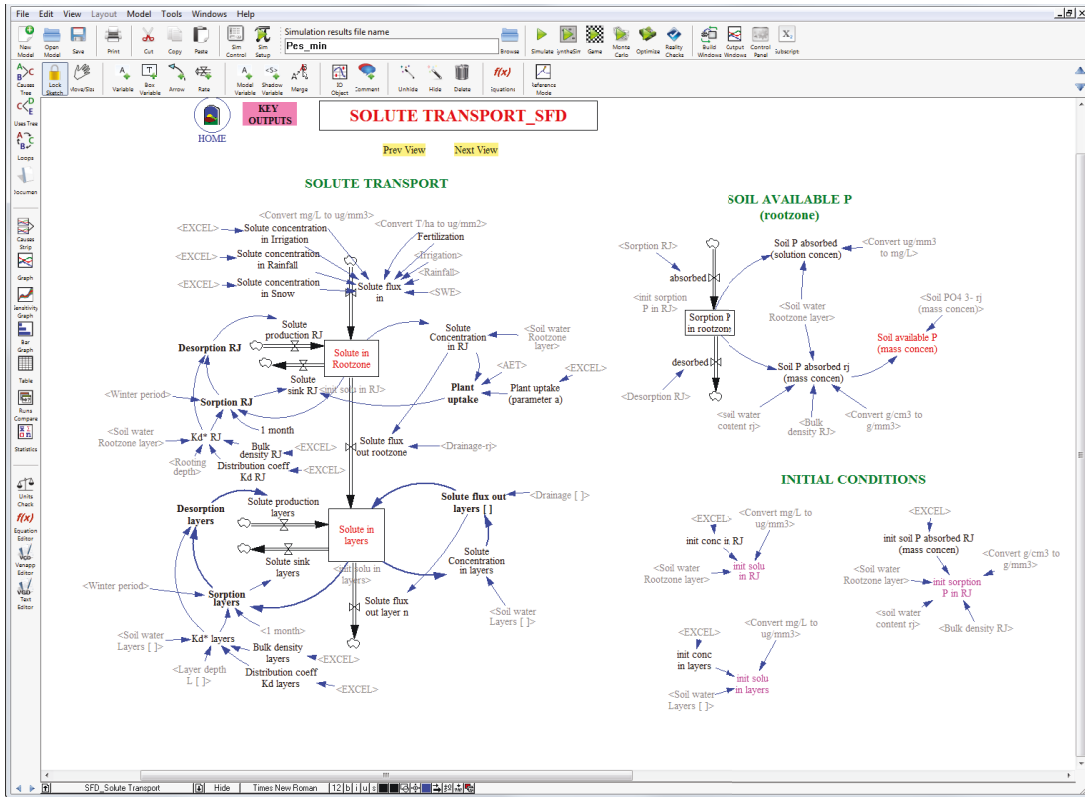 File Edit View Layout Model Tools Windows Help
Simulation results file name
Pes_min
New Model
Open Model
Save
Print
Cut
Copy
Paste
Sim Control
Sim Setup
Browse
Simulate
SyntheSim
Game
Monte Carlo
Optimize
Reality Checks
Build Windows
Output Windows
Control Panel
Subscript
Causes Tree
Lock Sketch
Move/Size
Variable
Box Variable
Arrow
Rate
Model Variable
Shadow Variable
Merge
IO Object
Comment
Unhide
Hide
Delete
Equations
Reference Mode
Uses Tree
Loops
Documen
Causes Strip
Graph
Sensitivity Graph
Bar Graph
Table
Runs Compare
Statistics
Units Check
f(x)
Equation Editor
Venapp Editor
Text Editor
HOME
KEY
OUTPUTS
SOLUTE TRANSPORT_SFD
Prev View Next View
SOLUTE TRANSPORT
<Convert mg/L to ug/mm3>
<EXCEL>
Solute concentration
in Irrigation
<Convert T/ha to ug/mm2>
Fertilization
<EXCEL>
Solute concentration
in Rainfall
<Irrigation>
<Rainfall>
<EXCEL>
Solute concentration
in Snow
Solute flux
in
<SWE>
Solute
production RJ
Desorption RJ
Solute in
Rootzone
Solute
Concentration
in RJ
<Soil water
Rootzone layer>
<AET>
<EXCEL>
Solute
sink RJ
<init solu in RJ>
Plant
uptake
Plant uptake
(parameter a)
<Winter period>
Sorption RJ
1 month
<Soil water
Rootzone layer>
Kd* RJ
Bulk
density RJ
<EXCEL>
<Rooting
depth>
Distribution coeff
Kd RJ
<EXCEL>
Solute flux
out rootzone
<Drainage-rj>
Desorption
layers
Solute production
layers
Solute in
layers
Solute flux out
layers [ ]
<Drainage [ ]>
Solute sink
layers
<init solu in
layers>
Solute
Concentration
in layers
<Winter period>
Sorption
layers
Solute flux
out layer n
<Soil water
Layers [ ]>
<1 month>
<Soil water
Layers [ ]>
Kd* layers
Bulk density
layers
<EXCEL>
<Layer depth
L [ ]>
Distribution coeff
Kd layers
<EXCEL>
SOIL AVAILABLE P
(rootzone)
<Sorption RJ>
absorbed
Soil P absorbed
(solution concen)
<Convert ug/mm3
to mg/L>
<init sorption
P in RJ>
Sorption P
in rootzone
<Soil water
Rootzone layer>
<Soil PO4 3- rj
(mass concen)>
Soil available P
(mass concen)
desorbed
Soil P absorbed rj
(mass concen)
<Desorption RJ>
<soil water
content rj>
<Bulk
density RJ>
<Convert g/cm3 to
g/mm3>
INITIAL CONDITIONS
<EXCEL>
<Convert mg/L to
ug/mm3>
init conc in RJ
<Soil water
Rootzone layer>
init solu
in RJ
<EXCEL>
init soil P absorbed RJ
(mass concen)
<Convert g/cm3 to
g/mm3>
<Soil water
Rootzone layer>
init sorption
P in RJ
<soil water
content rj>
<Bulk density RJ>
<EXCEL>
<Convert mg/L to
ug/mm3>
init conc
in layers
init solu
in layers
<Soil water
Layers [ ]>
SFD_Solute Transport Hide Times New Roman 12 b i u s